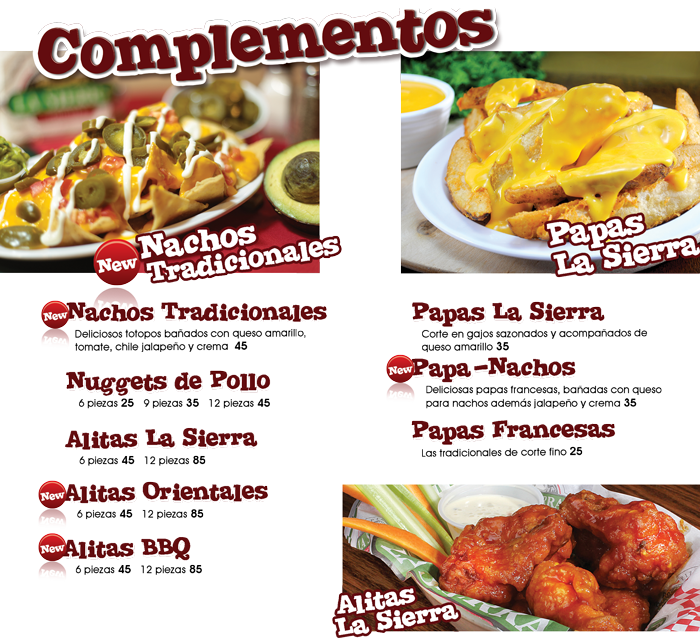 Complementos
New
Nachos
Tradicionales
Papas
La Sierra
New
Nachos Tradicionales
Deliciosos totopos bañados con queso amarillo,
tomate, chile jalapeño y crema 45
Nuggets de Pollo
6 piezas 25 9 piezas 35 12 piezas 45
Alitas La Sierra
6 piezas 45 12 piezas 85
New
Alitas Orientales
6 piezas 45 12 piezas 85
New
Alitas BBQ
6 piezas 45 12 piezas 85
Papas La Sierra
Corte en gajos sazonados y acompañados de
queso amarillo 35
New
Papa-Nachos
Deliciosas papas francesas, bañadas con queso
para nachos además jalapeño y crema 35
Papas Francesas
Las tradicionales de corte fino 25
Alitas
La Sierra